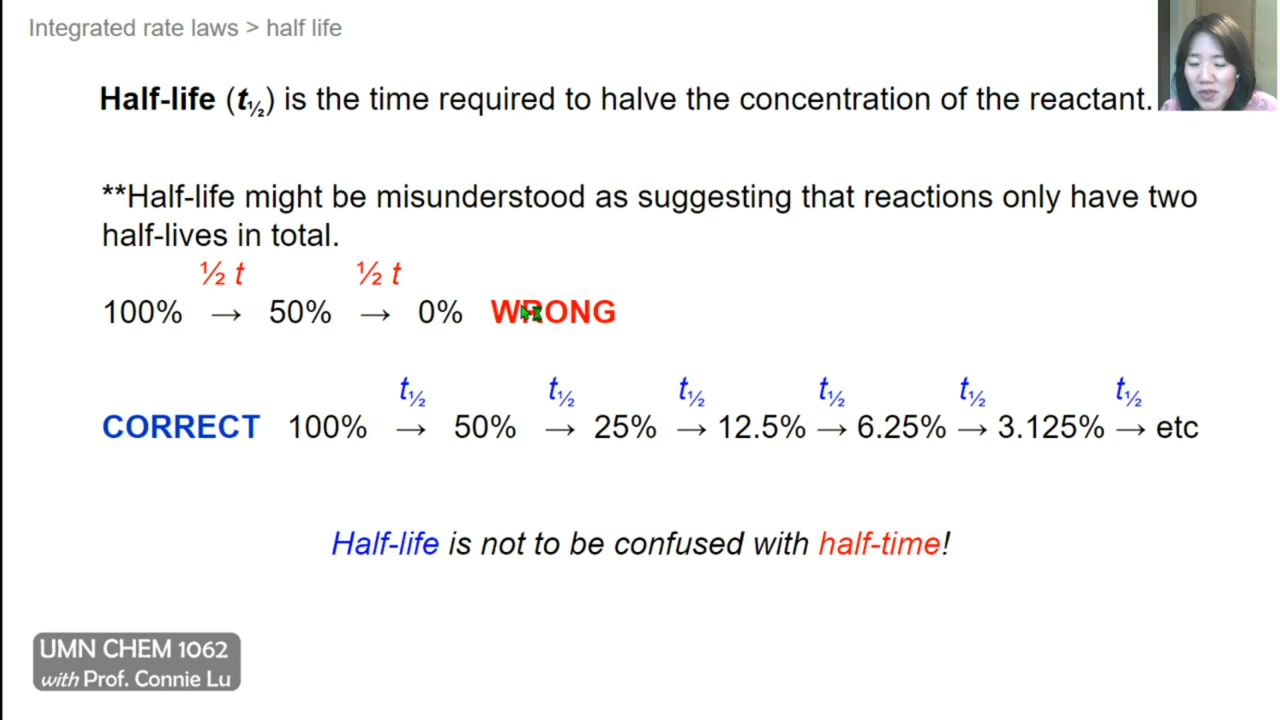 Integrated rate laws > half life
Half-life (t½) is the time required to halve the concentration of the reactant.
**Half-life might be misunderstood as suggesting that reactions only have two
half-lives in total.
½ t ½ t
100% → 50% → 0% WRONG
t½ t½ t½ t½ t½ t½
CORRECT 100% → 50% → 25% → 12.5% → 6.25% → 3.125% → etc
Half-life is not to be confused with half-time!
UMN CHEM 1062
with Prof. Connie Lu